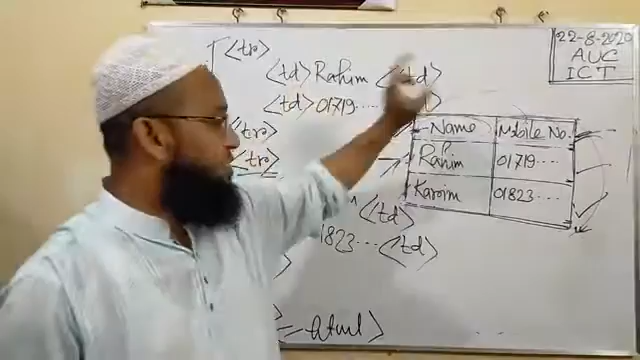 22-8-2020
AUC
ICT
<tr>
<td>Rahim <td>
<td>01719.....
<tr>
<tr>
<td>
1823...<td>
html>
Name Mobile No.
Rahim 01719....
Karim 01823....